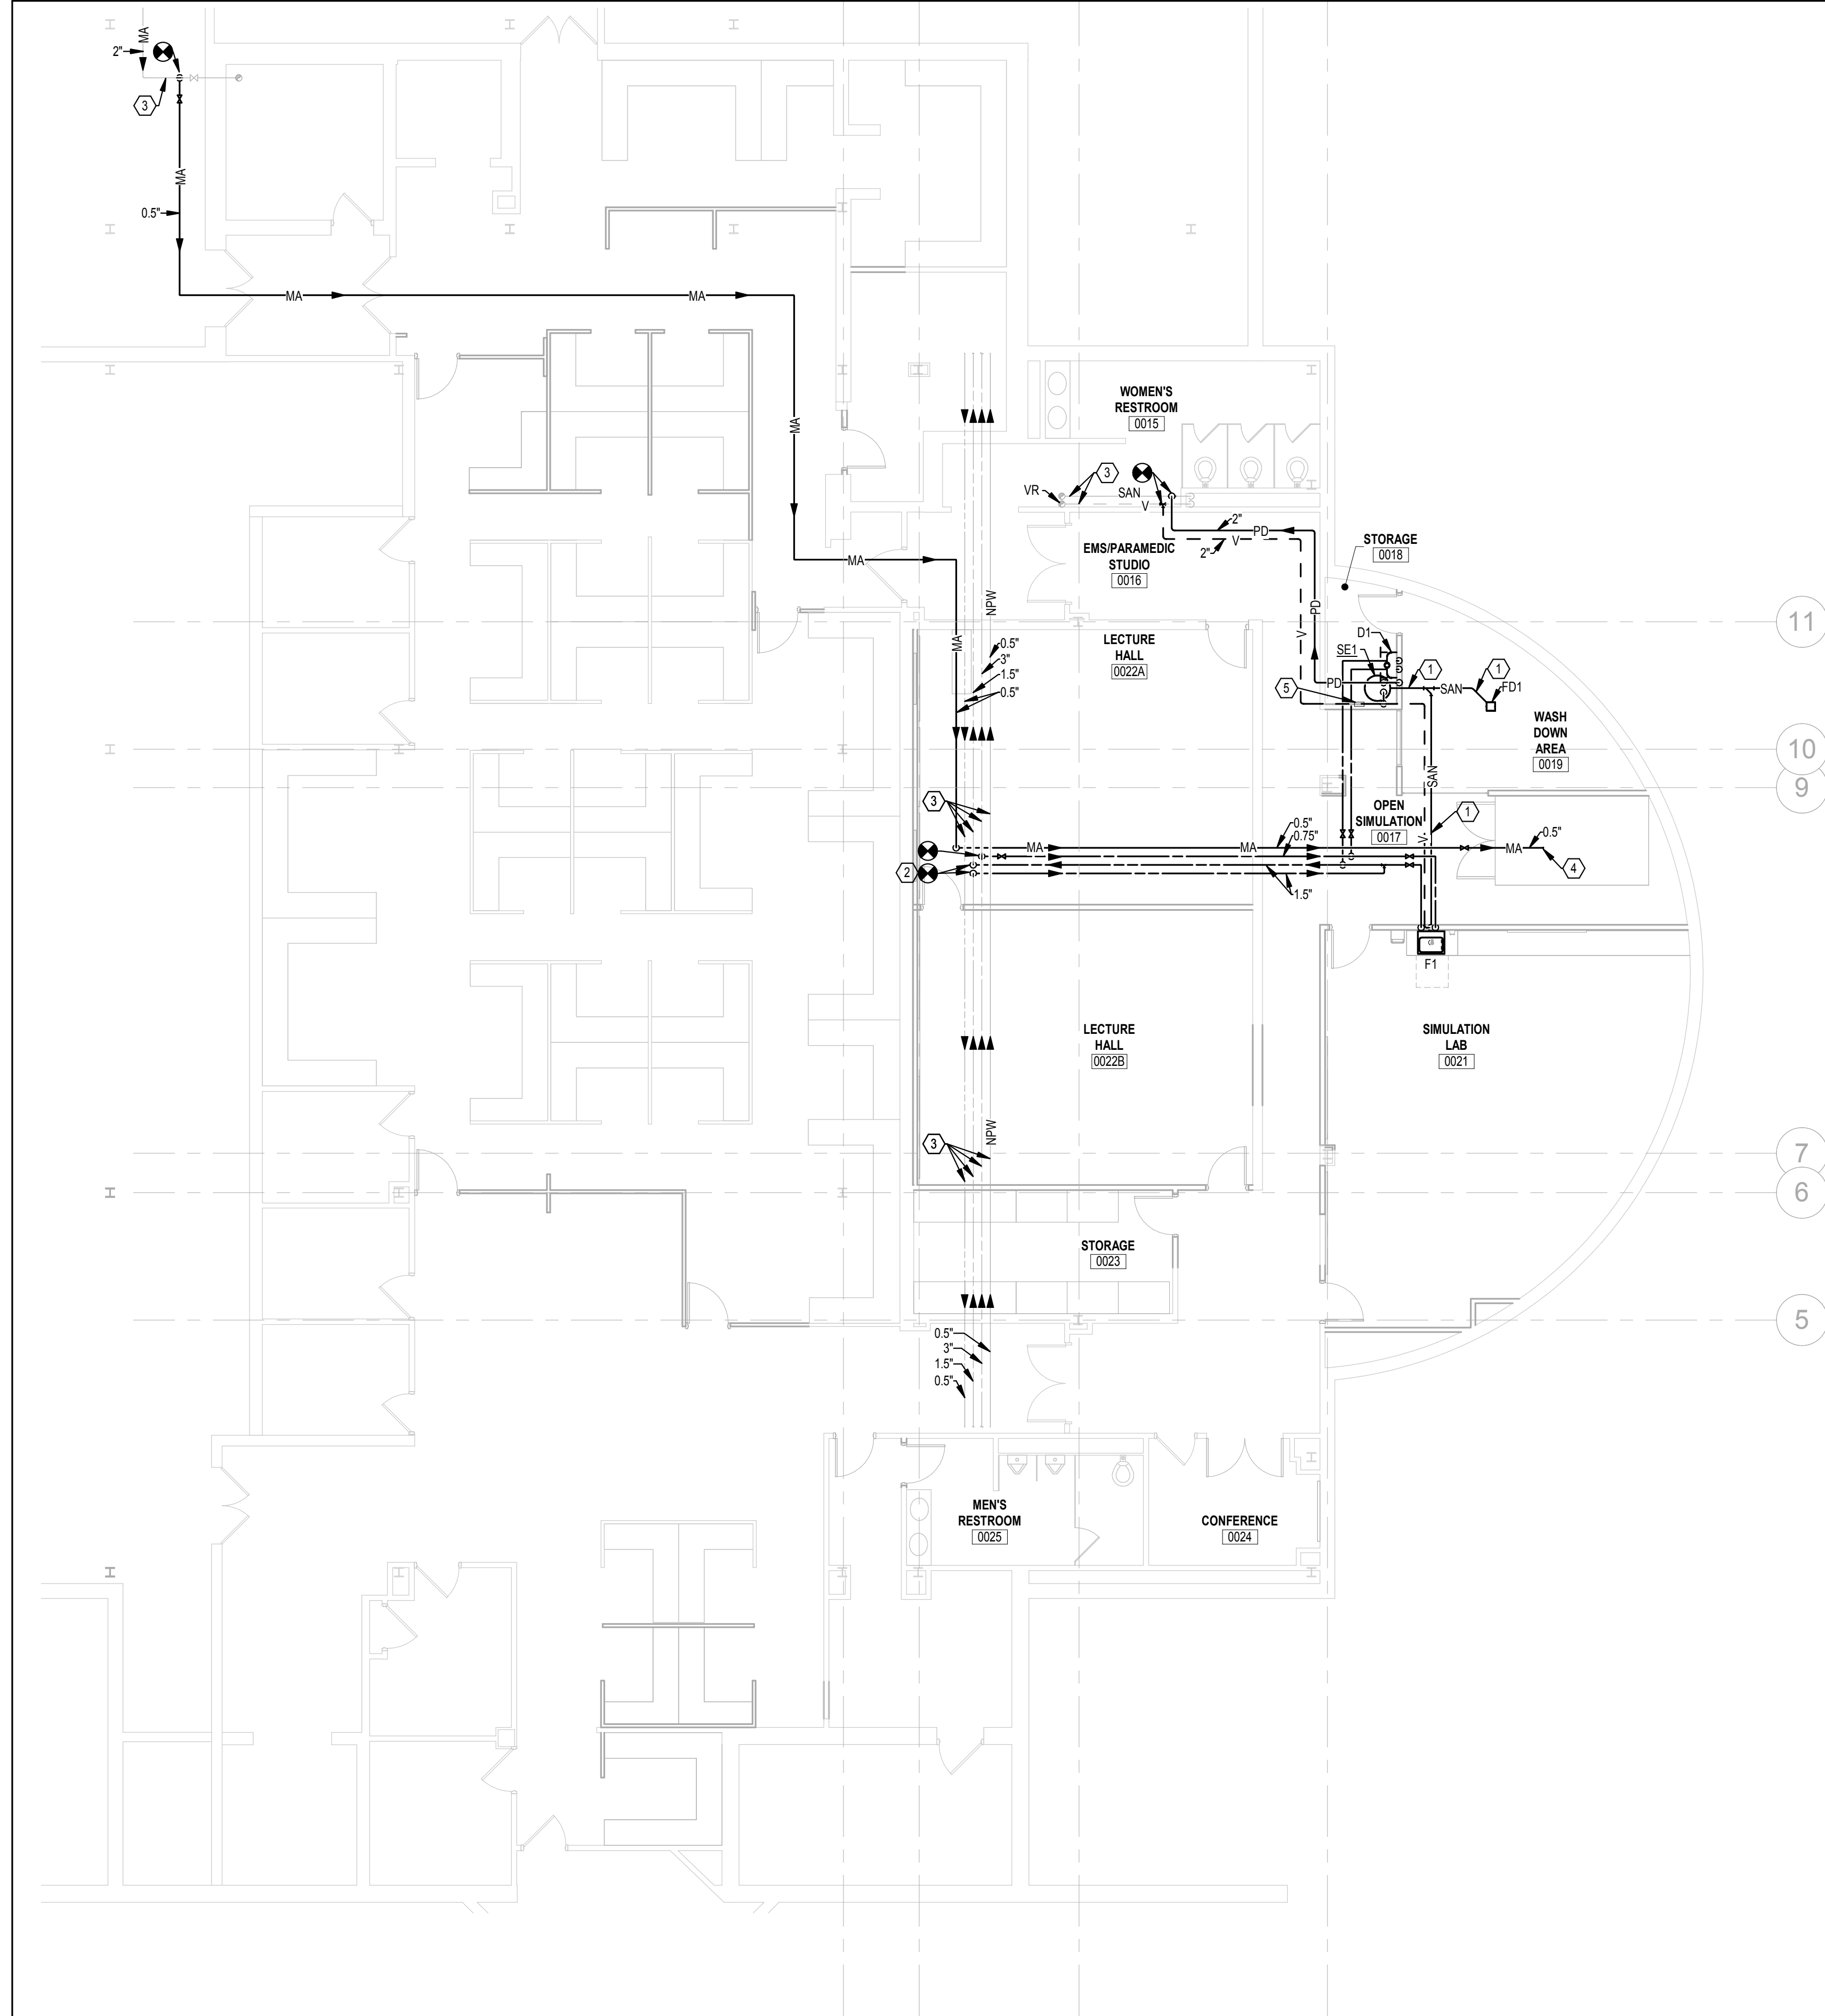 MA
2"
3
MA
0.5"
MA
MA
MA
WOMEN'S
RESTROOM
0015
3
VR
SAN
V
2"
PD
V
2"
MA
EMS/PARAMEDIC
STUDIO
0016
STORAGE
0018
NPW
PD
11
V
MA
LECTURE
HALL
0022A
0.5"
3"
1.5"
0.5"
D1
SE1
1
1
PD
SAN
FD1
5
WASH
DOWN
AREA
0019
10
SAN
9
3
OPEN
SIMULATION
0017
1
0.5"
0.75"
V
0.5"
MA
MA
MA
2
4
1.5"
F1
LECTURE
HALL
0022B
SIMULATION
LAB
0021
NPW
3
7
6
STORAGE
0023
5
0.5"
3"
1.5"
0.5"
MEN'S
RESTROOM
0025
CONFERENCE
0024